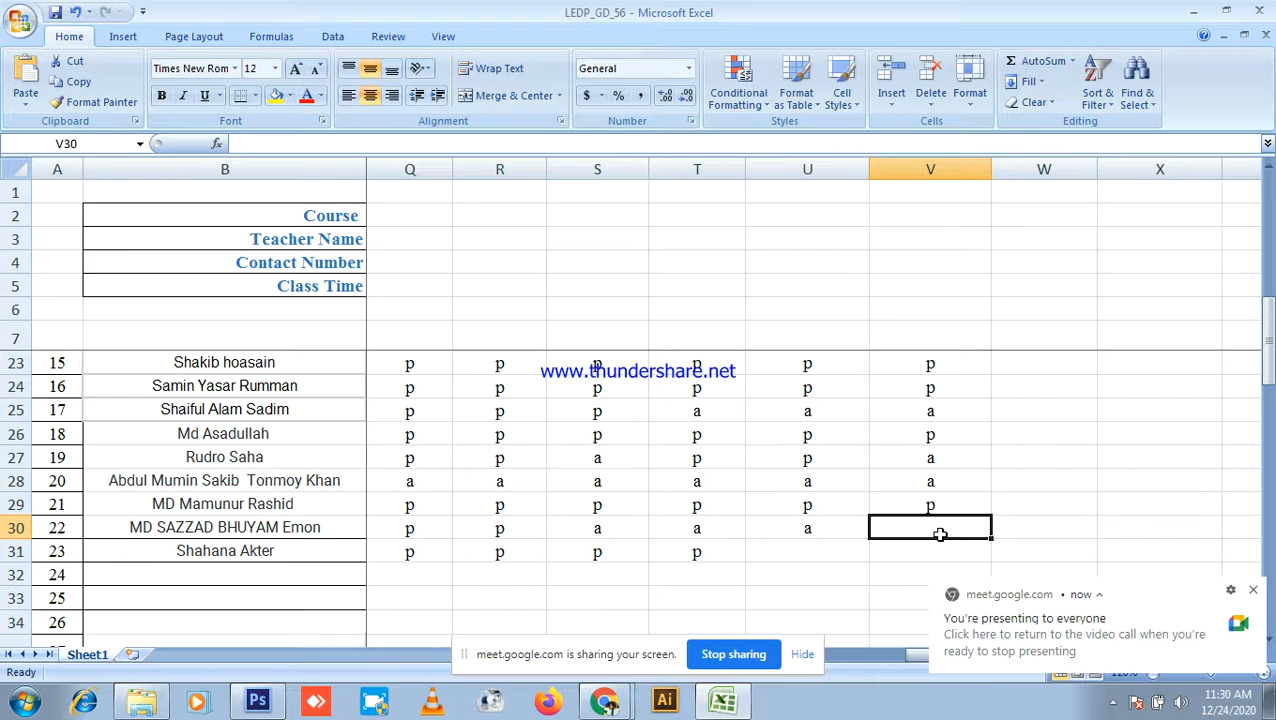 LEDP_GD_56 - Microsoft Excel
Home Insert Page Layout Formulas Data Review View
Paste
Cut
Copy
Format Painter
Clipboard
Times New Rom 12
B I U
Font
Wrap Text
Merge & Center
Alignment
General
$ % ,
Number
Conditional Formatting
Format as Table
Cell Styles
Styles
Insert Delete Format
Cells
AutoSum
Fill
Clear
Sort & Filter
Find & Select
Editing
V30 fx
A B Q R S T U V W X
1
2 Course
3 Teacher Name
4 Contact Number
5 Class Time
6
7
23 15 Shakib hoasain p p p p p p
www.thundershare.net
24 16 Samin Yasar Rumman p p p p p p
25 17 Shaiful Alam Sadim p p p a a a
26 18 Md Asadullah p p p p p p
27 19 Rudro Saha p p a p p a
28 20 Abdul Mumin Sakib Tonmoy Khan a a a a a a
29 21 MD Mamunur Rashid p p p p p p
30 22 MD SAZZAD BHUYAM Emon p p a a a
31 23 Shahana Akter p p p p
32 24
33 25
34 26
meet.google.com • now
You're presenting to everyone
Click here to return to the video call when you're
ready to stop presenting
Sheet1
meet.google.com is sharing your screen. Stop sharing Hide
Ready
Ps Ai
11:30 AM
12/24/2020